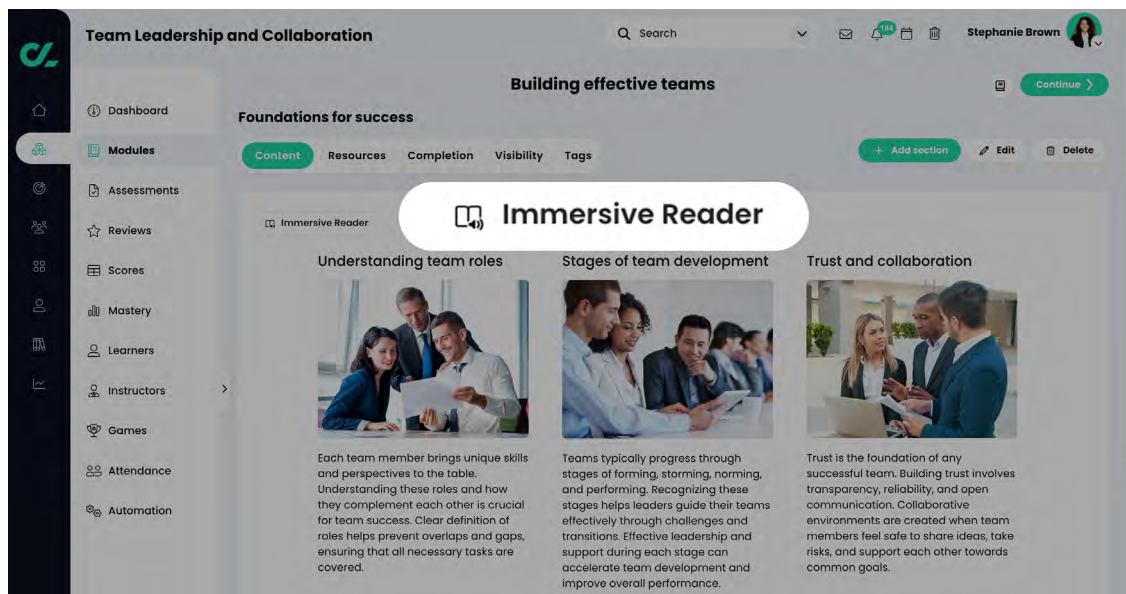 Team Leadership and Collaboration
Search
184
Stephanie Brown
Building effective teams
Continue
Foundations for success
Dashboard
Modules
Assessments
Reviews
Scores
Mastery
Learners
Instructors
Games
Attendance
Automation
Content Resources Completion Visibility Tags
+ Add section
Edit
Delete
Immersive Reader
Immersive Reader
Understanding team roles
Each team member brings unique skills
and perspectives to the table.
Understanding these roles and how
they complement each other is crucial
for team success. Clear definition of
roles helps prevent overlaps and gaps,
ensuring that all necessary tasks are
covered.
Stages of team development
Teams typically progress through
stages of forming, storming, norming,
and performing. Recognizing these
stages helps leaders guide their teams
effectively through challenges and
transitions. Effective leadership and
support during each stage can
accelerate team development and
improve overall performance.
Trust and collaboration
Trust is the foundation of any
successful team. Building trust involves
transparency, reliability, and open
communication. Collaborative
environments are created when team
members feel safe to share ideas, take
risks, and support each other towards
common goals.